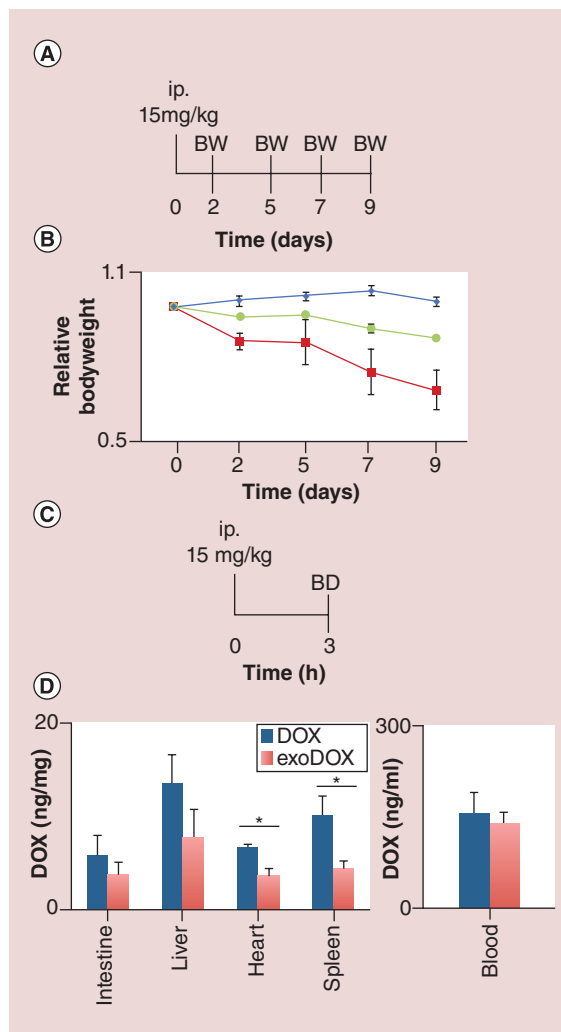 A
ip.
15mg/kg
BW BW BW BW
0 2 5 7 9
Time (days)
B
1.1
Relative
bodyweight
0.5
0 2 5 7 9
Time (days)
C
ip.
15 mg/kg
BD
0 3
Time (h)
D
20
DOX (ng/mg)
0
DOX
exoDOX
*
*
Intestine
Liver
Heart
Spleen
300
DOX (ng/ml)
0
Blood